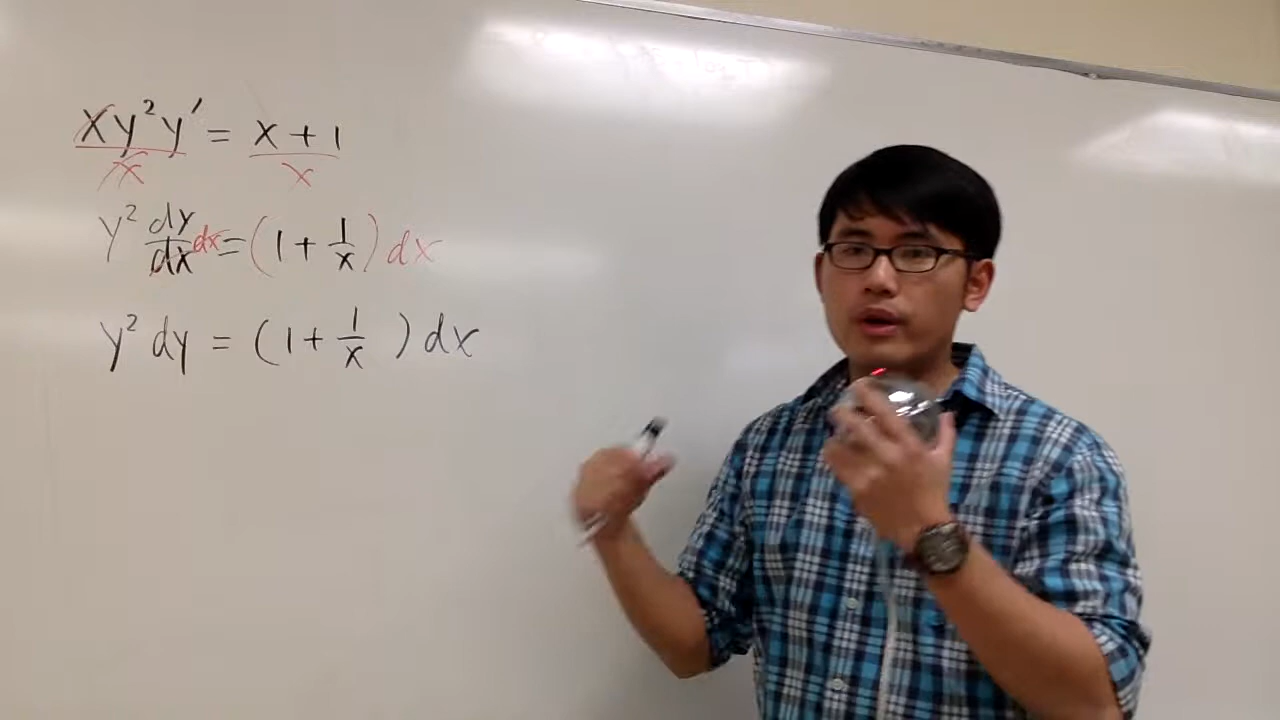 xy²y' / x = x + 1 / x
y² dy/dx dx = (1 + 1/x) dx
y² dy = (1 + 1/x) dx